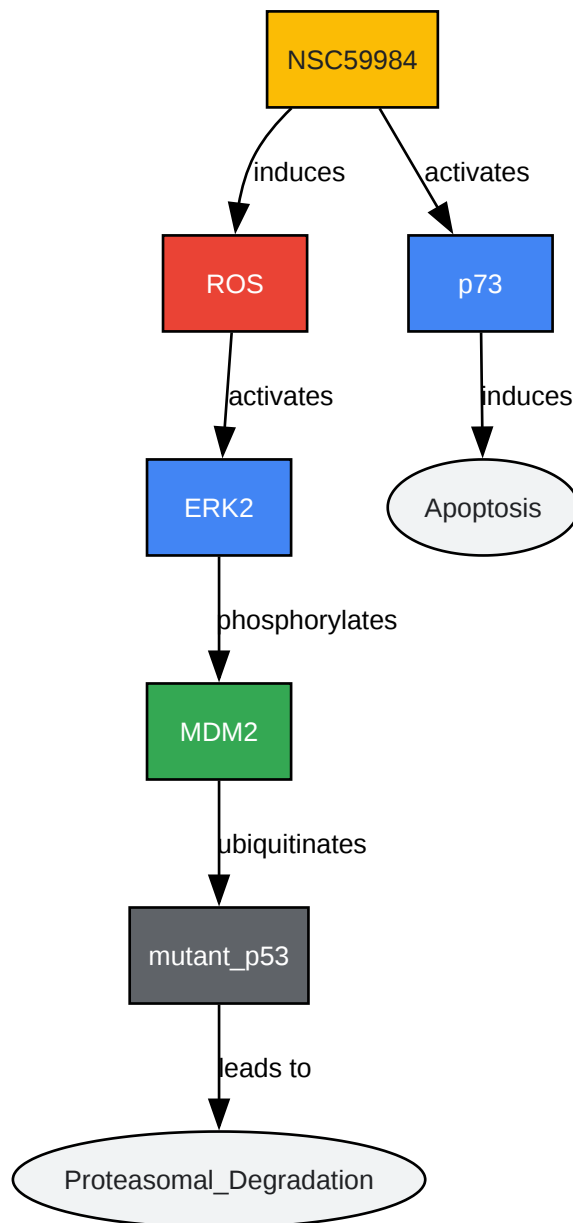 NSC59984
induces
activates
ROS
p73
activates
induces
ERK2
Apoptosis
phosphorylates
MDM2
ubiquitinates
mutant_p53
leads to
Proteasomal_Degradation